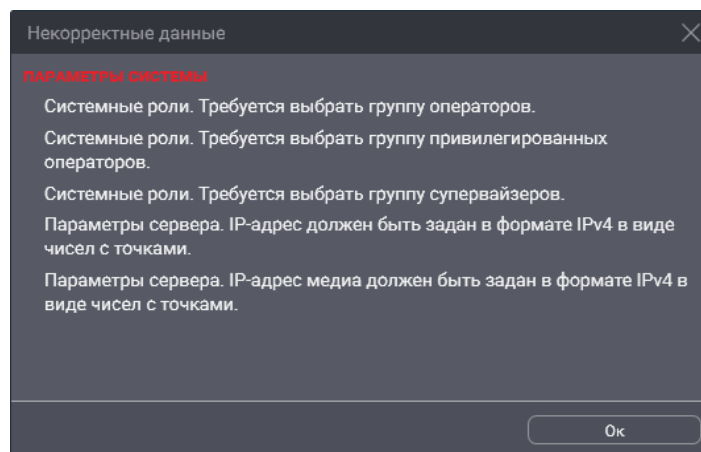 Некорректные данные
ПАРАМЕТРЫ СИСТЕМЫ
Системные роли. Требуется выбрать группу операторов.
Системные роли. Требуется выбрать группу привилегированных
операторов.
Системные роли. Требуется выбрать группу супервайзеров.
Параметры сервера. IP-адрес должен быть задан в формате IPv4 в виде
чисел с точками.
Параметры сервера. IP-адрес медиа должен быть задан в формате IPv4 в
виде чисел с точками.
Ок